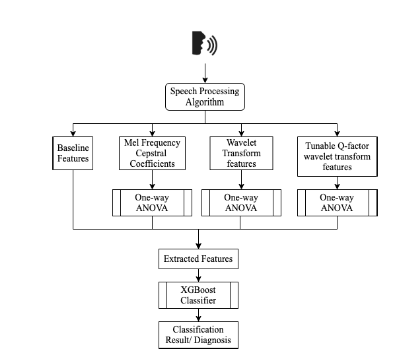 Speech Processing
Algorithm
Baseline
Features
Mel Frequency
Cepstral
Coefficients
Wavelet
Transform
features
Tunable Q-factor
wavelet transform
features
One-way
ANOVA
One-way
ANOVA
One-way
ANOVA
Extracted Features
XGBoost
Classifier
Classification
Result/ Diagnosis